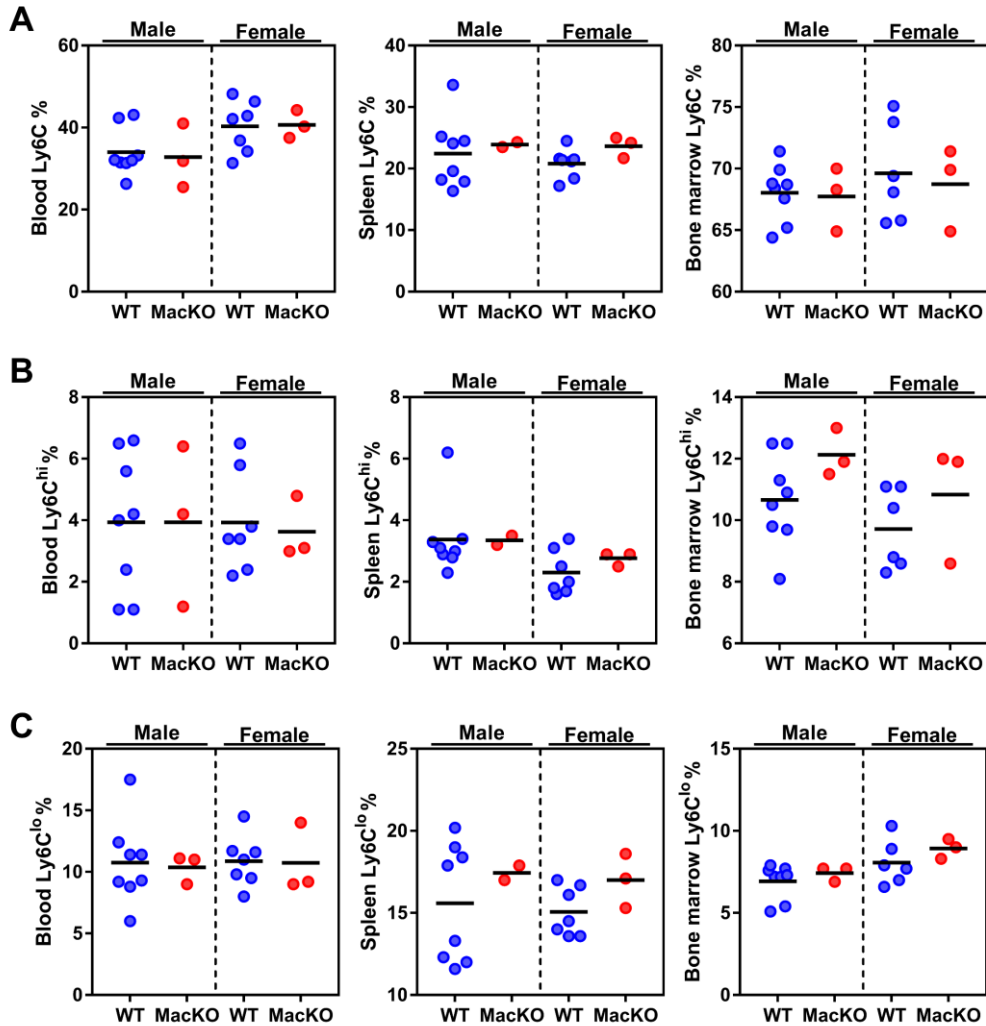 A
Male Female
Blood Ly6C %
60
40
20
0
WT MacKO WT MacKO
Male Female
Spleen Ly6C %
40
30
20
10
0
WT MacKO WT MacKO
Male Female
Bone marrow Ly6C %
80
75
70
65
60
WT MacKO WT MacKO
B
Male Female
Blood Ly6Chi%
8
6
4
2
0
WT MacKO WT MacKO
Male Female
Spleen Ly6Chi%
8
6
4
2
0
WT MacKO WT MacKO
Male Female
Bone marrow Ly6Chi%
14
12
10
8
6
WT MacKO WT MacKO
C
Male Female
Blood Ly6Clo%
20
15
10
5
0
WT MacKO WT MacKO
Male Female
Spleen Ly6Clo%
25
20
15
10
WT MacKO WT MacKO
Male Female
Bone marrow Ly6Clo%
15
10
5
0
WT MacKO WT MacKO